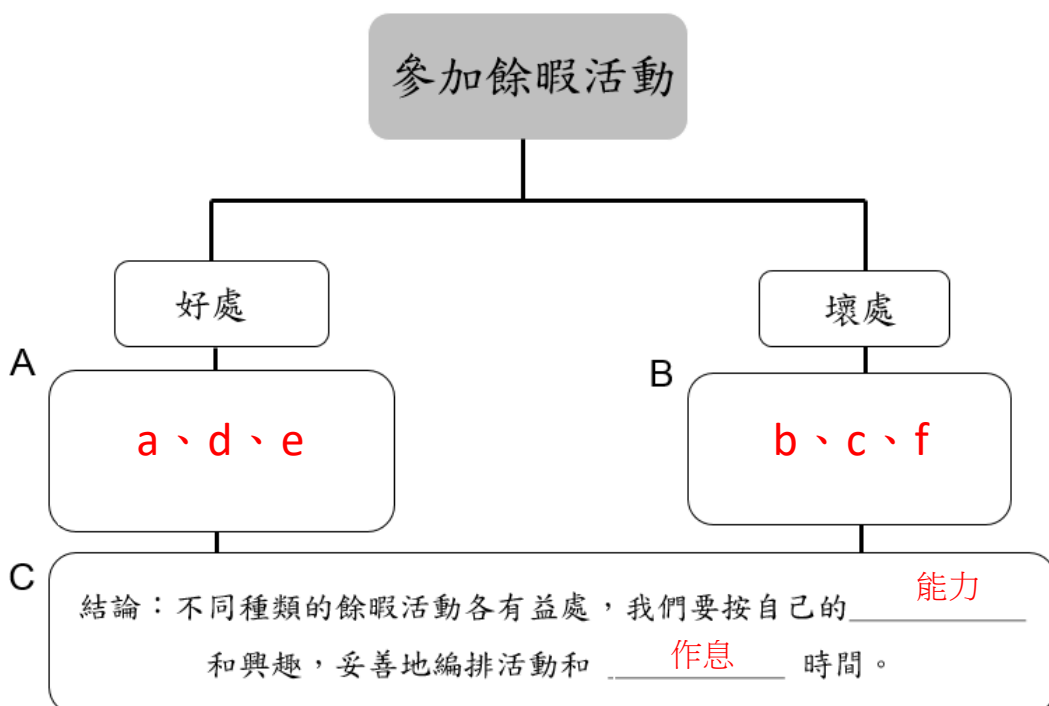 參加餘暇活動
好處
壞處
A
B
a、d、e
b、c、f
C
結論：不同種類的餘暇活動各有益處，我們要按自己的 能力
和興趣，妥善地編排活動和 作息 時間。